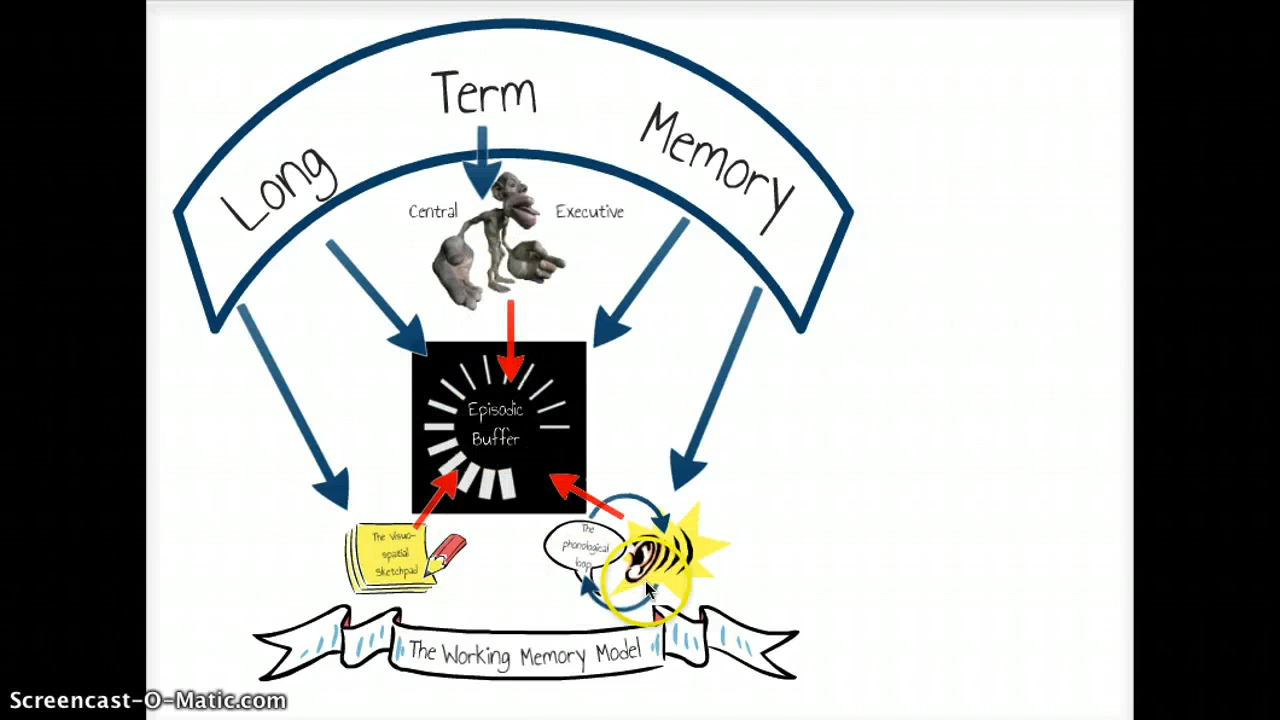 Long Term Memory
Central Executive
Episodic
Buffer
The visuo-
spatial
sketchpad
The
phonological
loop
The Working Memory Model
Screencast-O-Matic.com